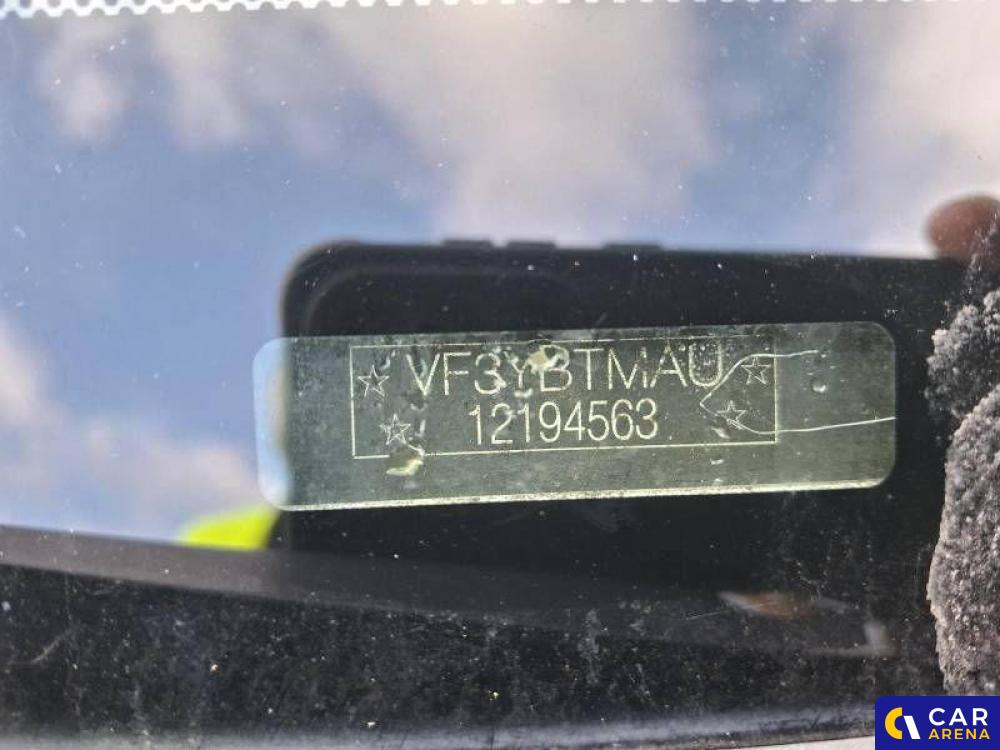 VF3YBTMAU
12194563
CAR
ARENA